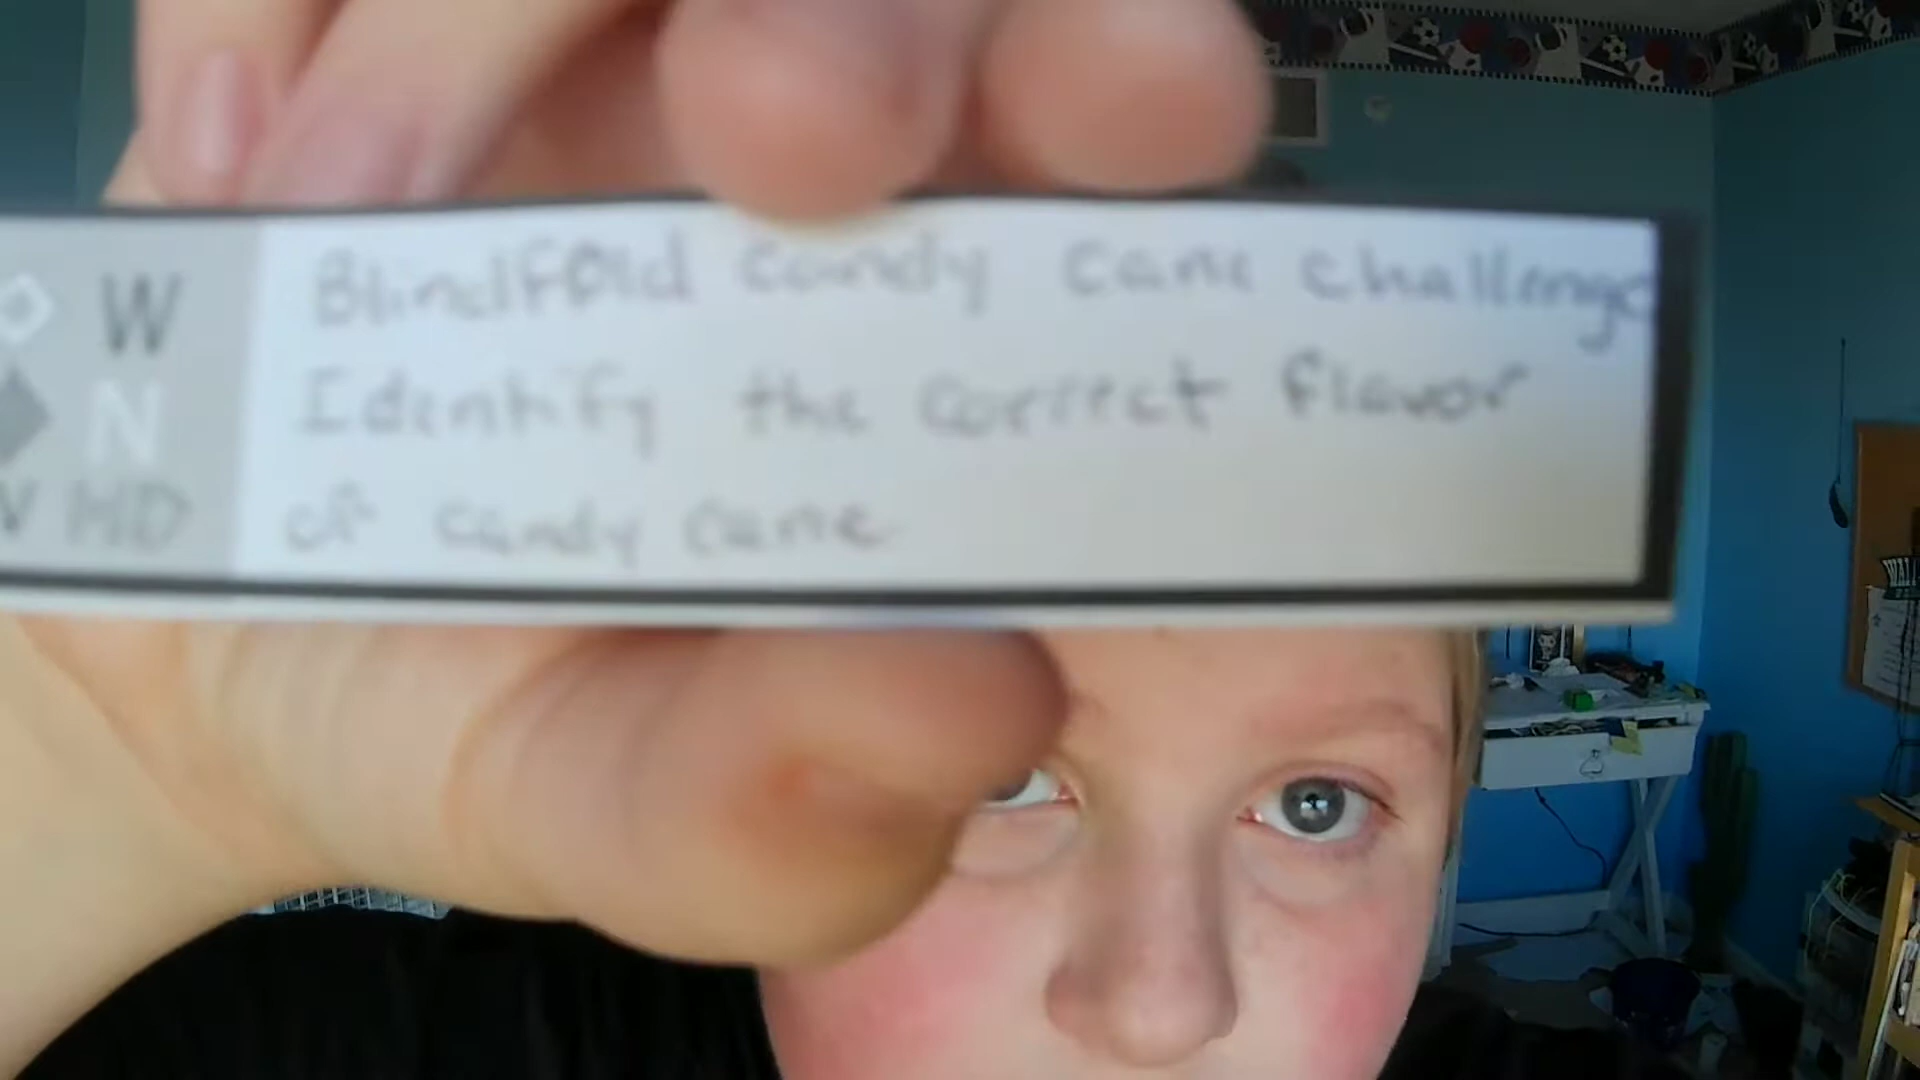 W
N
V HD
Blindfold candy cane challenge
Identify the correct flavor
of candy cane